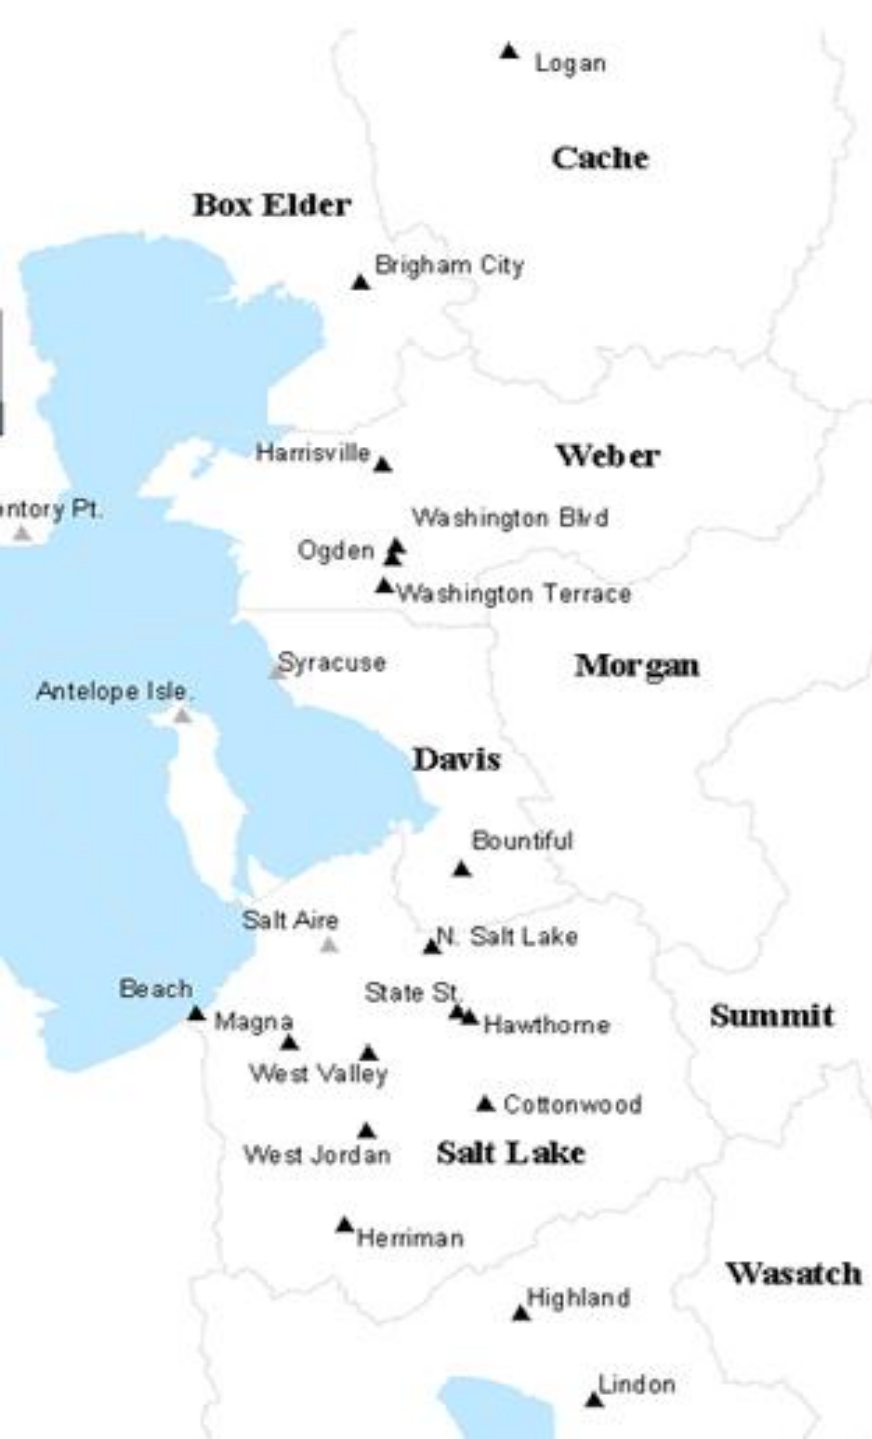 Logan
Cache
Box Elder
Brigham City
Harrisville
Weber
ntory Pt.
Washington Blvd
Ogden
Washington Terrace
Syracuse
Morgan
Antelope Isle.
Davis
Bountiful
Salt Aire
N. Salt Lake
Beach
State St.
Magna
Hawthorne
Summit
West Valley
Cottonwood
West Jordan
Salt Lake
Herriman
Wasatch
Highland
Lindon